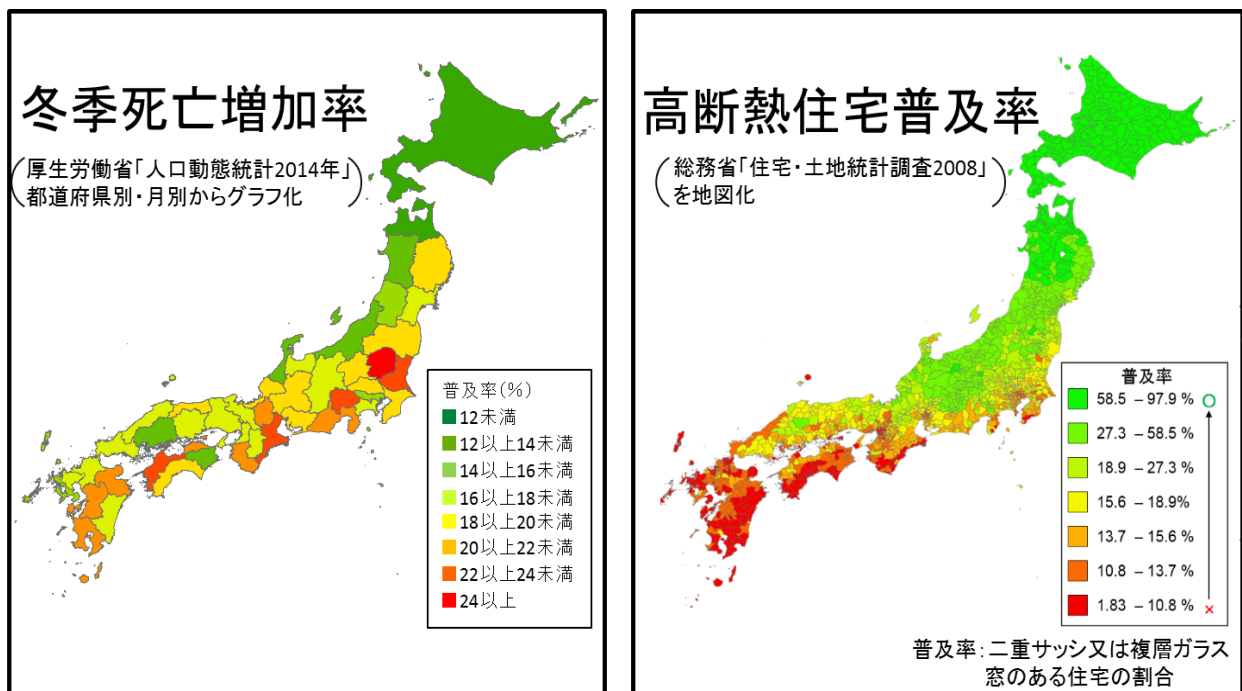 冬季死亡増加率
厚生労働省「人口動態統計2014年」
都道府県別・月別からグラフ化
普及率(%)
12未満
12以上14未満
14以上16未満
16以上18未満
18以上20未満
20以上22未満
22以上24未満
24以上
高断熱住宅普及率
総務省「住宅・土地統計調査2008」
を地図化
普及率
58.5 – 97.9 %
27.3 – 58.5 %
18.9 – 27.3 %
15.6 – 18.9%
13.7 – 15.6 %
10.8 – 13.7 %
1.83 – 10.8 %
普及率：二重サッシ又は複層ガラス
窓のある住宅の割合